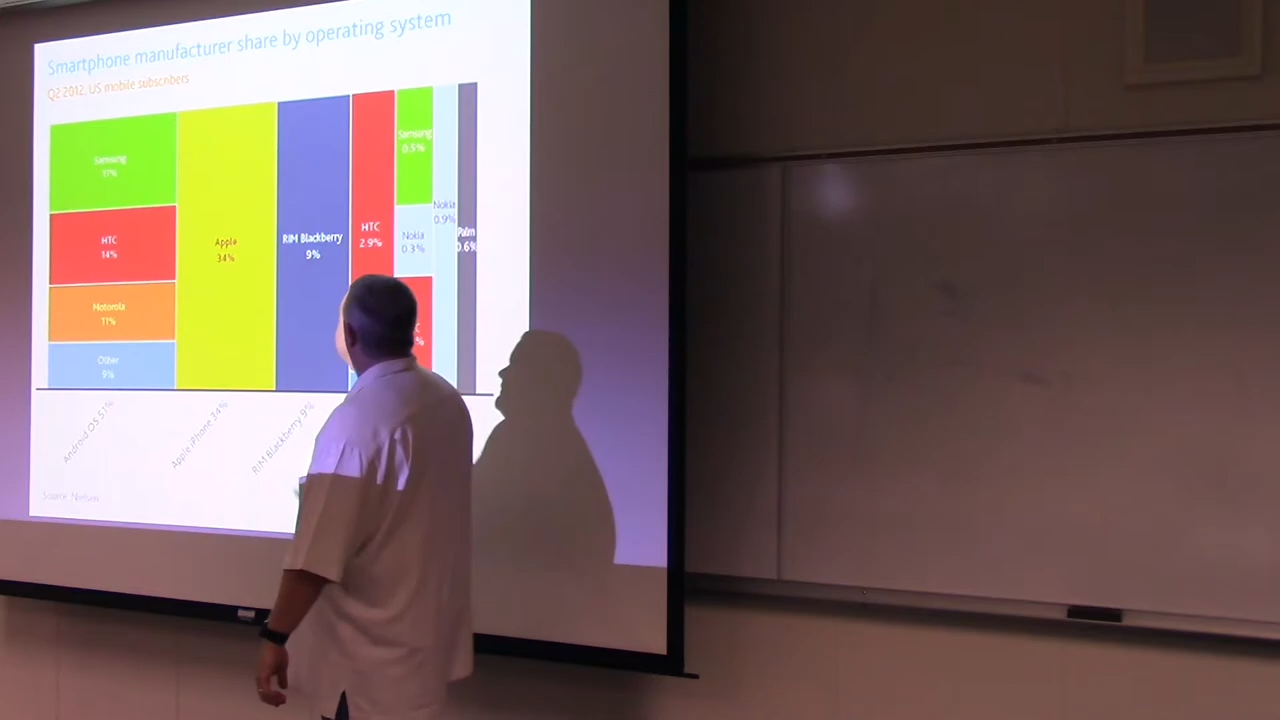 Smartphone manufacturer share by operating system
Q2 2012, US mobile subscribers
Samsung
17%
HTC
14%
Motorola
11%
Other
9%
Apple
34%
RIM Blackberry
9%
HTC
2.9%
Samsung
0.5%
Nokia
0.3%
C
%
Nokia
0.9%
Palm
0.6%
Android OS 51%
Apple iPhone 34%
RIM Blackberry 9%
Source: Nielsen